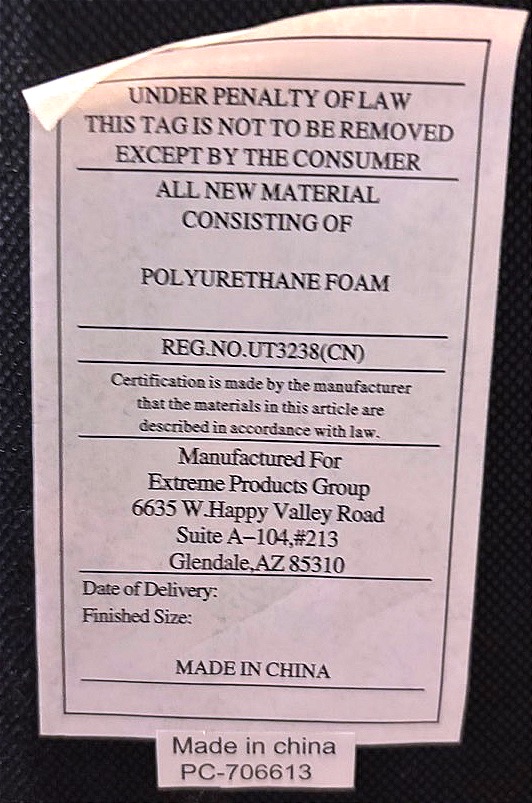 UNDER PENALTY OF LAW
THIS TAG IS NOT TO BE REMOVED
EXCEPT BY THE CONSUMER
ALL NEW MATERIAL
CONSISTING OF
POLYURETHANE FOAM
REG.NO.UT3238(CN)
Certification is made by the manufacturer
that the materials in this article are
described in accordance with law.
Manufactured For
Extreme Products Group
6635 W.Happy Valley Road
Suite A-104,#213
Glendale,AZ 85310
Date of Delivery:
Finished Size:
MADE IN CHINA
Made in china
PC-706613